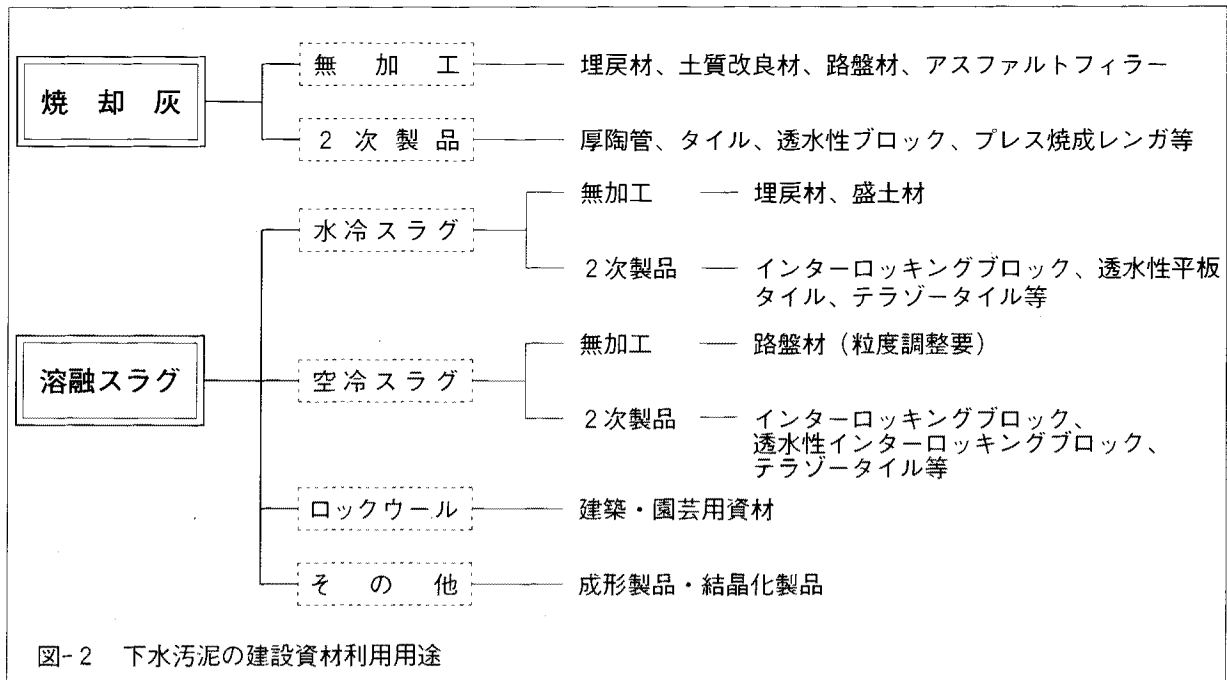 焼却灰
無加工
埋戻材、土質改良材、路盤材、アスファルトフィラー
2次製品
厚陶管、タイル、透水性ブロック、プレス焼成レンガ等
溶融スラグ
水冷スラグ
無加工
埋戻材、盛土材
2次製品
インターロッキングブロック、透水性平板
タイル、テラゾータイル等
空冷スラグ
無加工
路盤材(粒度調整要)
2次製品
インターロッキングブロック、
透水性インターロッキングブロック、
テラゾータイル等
ロックウール
建築・園芸用資材
その他
成形製品・結晶化製品
図-2 下水汚泥の建設資材利用用途